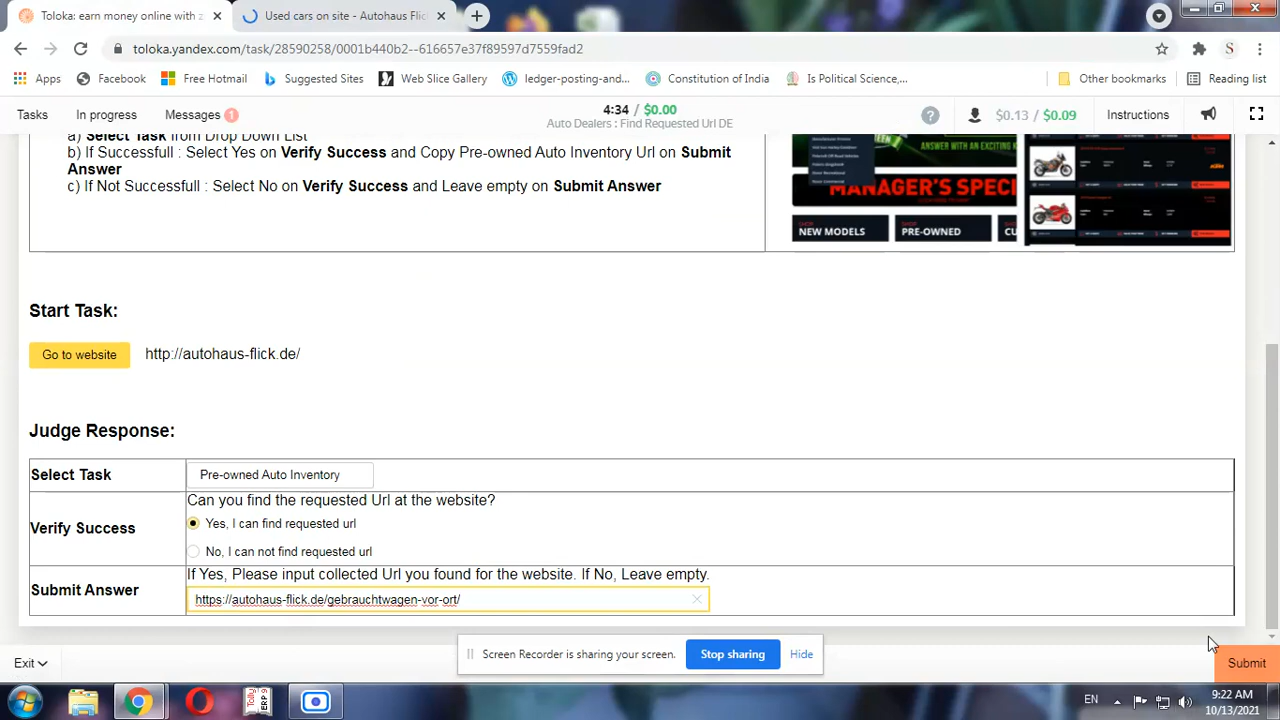 Toloka: earn money online with
Used cars on site - Autohaus Flic
toloka.yandex.com/task/28590258/0001b440b2--616657e37f89597d7559fad2
Apps Facebook Free Hotmail Suggested Sites Web Slice Gallery ledger-posting-and... Constitution of India Is Political Science,... Other bookmarks Reading list
Tasks In progress Messages 4:34 / $0.00 ? $0.13 / $0.09 Instructions
Auto Dealers : Find Requested Url DE
a) Select Task from Drop Down List
b) If Successfull : Select Yes on Verify Success and Copy Pre-owned Auto Inventory Url on Submit
Answer
c) If Not Successfull : Select No on Verify Success and Leave empty on Submit Answer
ANSWER WITH AN EXCITING
MANAGER'S SPECI
NEW MODELS
PRE-OWNED
Start Task:
Go to website http://autohaus-flick.de/
Judge Response:
Select Task Pre-owned Auto Inventory
Can you find the requested Url at the website?
Verify Success
Yes, I can find requested url
No, I can not find requested url
If Yes, Please input collected Url you found for the website. If No, Leave empty.
Submit Answer
https://autohaus-flick.de/gebrauchtwagen-vor-ort/
Screen Recorder is sharing your screen. Stop sharing Hide
Exit Submit
EN
9:22 AM
10/13/2021